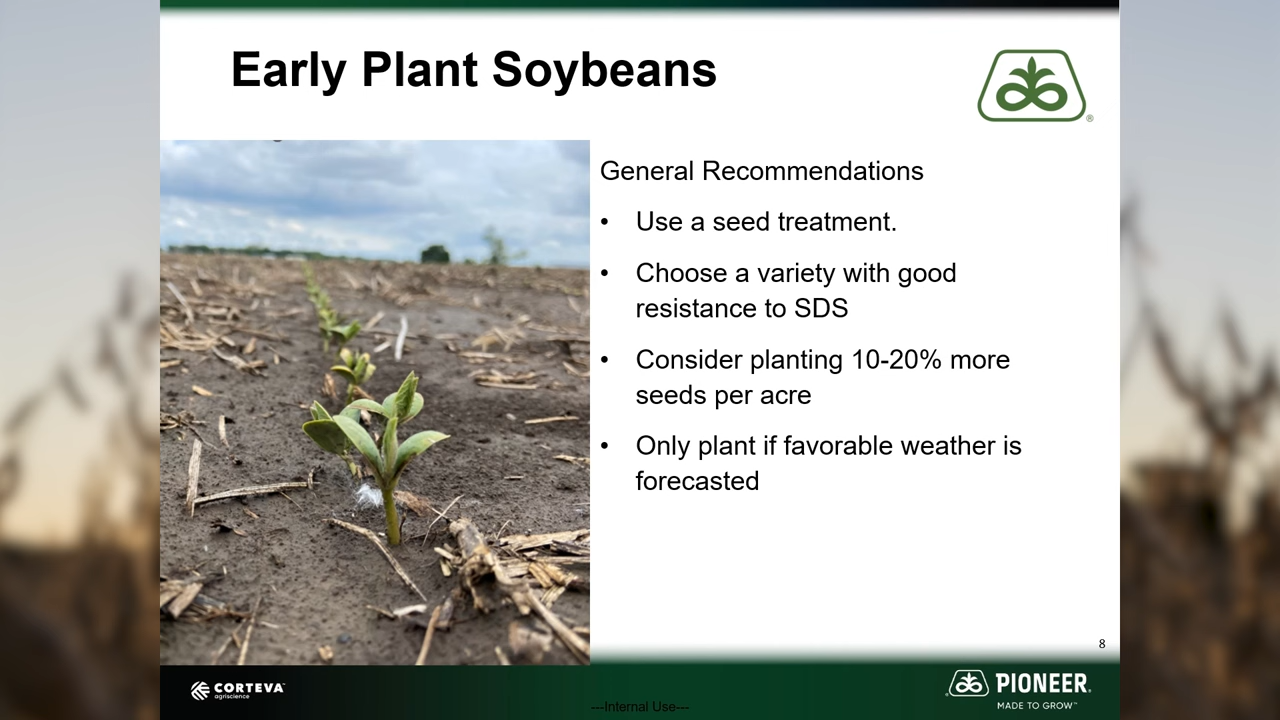 Early Plant Soybeans
®
General Recommendations
• Use a seed treatment.
• Choose a variety with good
resistance to SDS
• Consider planting 10-20% more
seeds per acre
• Only plant if favorable weather is
forecasted
8
CORTEVA™
agriscience
PIONEER®
MADE TO GROW™
---Internal Use---